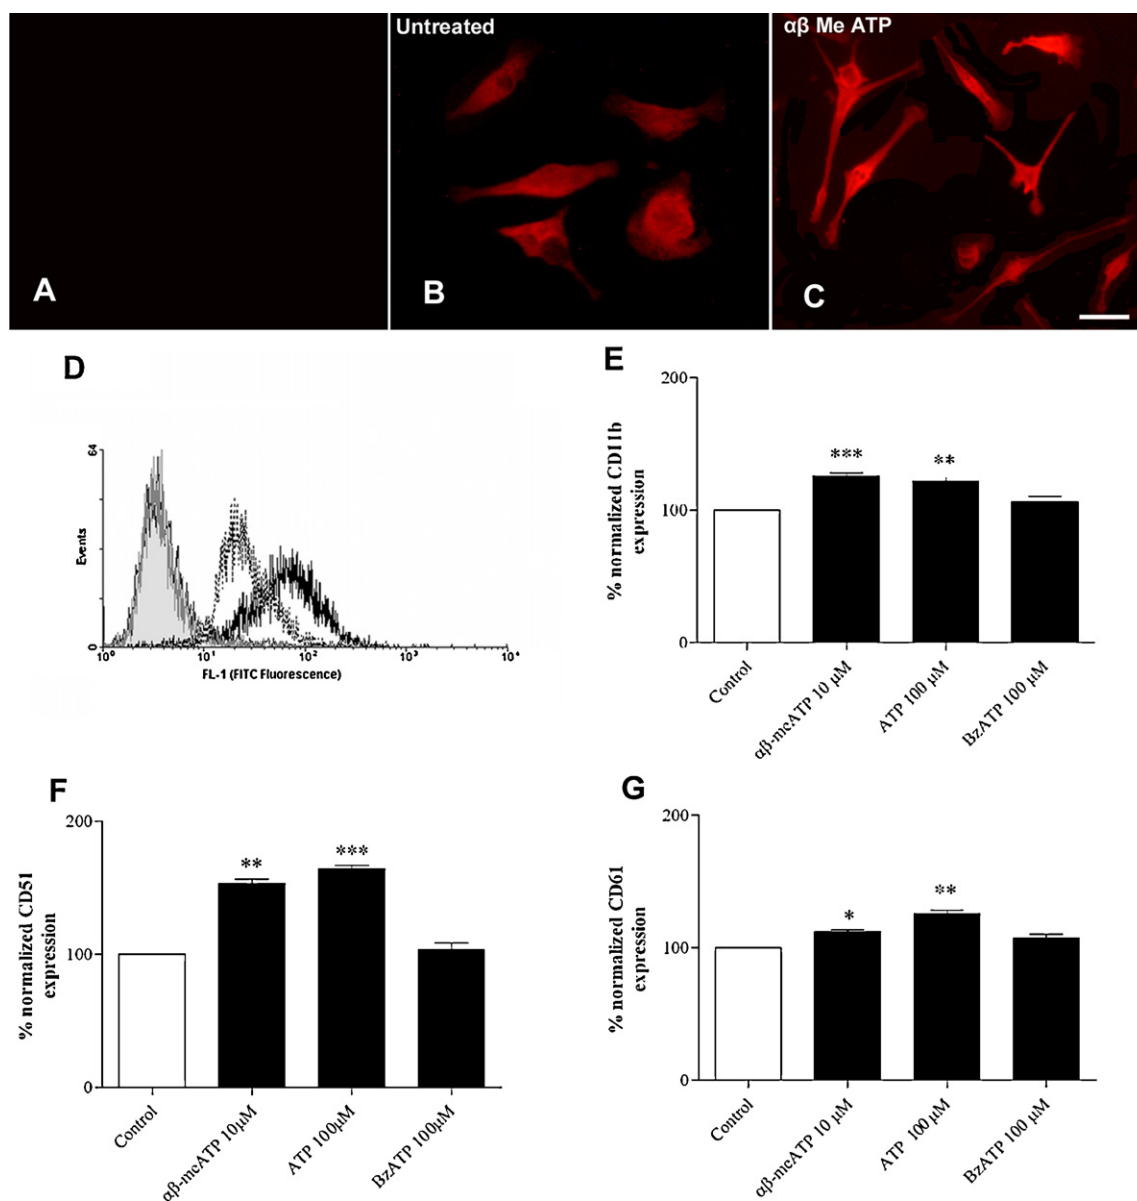 A
Untreated
B
αβ Me ATP
C
D
64
Events
0
10⁰ 10¹ 10² 10³ 10⁴
FL-1 (FITC Fluorescence)
E
% normalized CD11b
expression
200
100
0
***
**
Control
αβ-meATP 10 µM
ATP 100 µM
BzATP 100 µM
F
% normalized CD51
expression
200
100
0
**
***
Control
αβ-meATP 10µM
ATP 100µM
BzATP 100µM
G
% normalized CD61
expression
200
100
0
*
**
Control
αβ-meATP 10 µM
ATP 100 µM
BzATP 100 µM